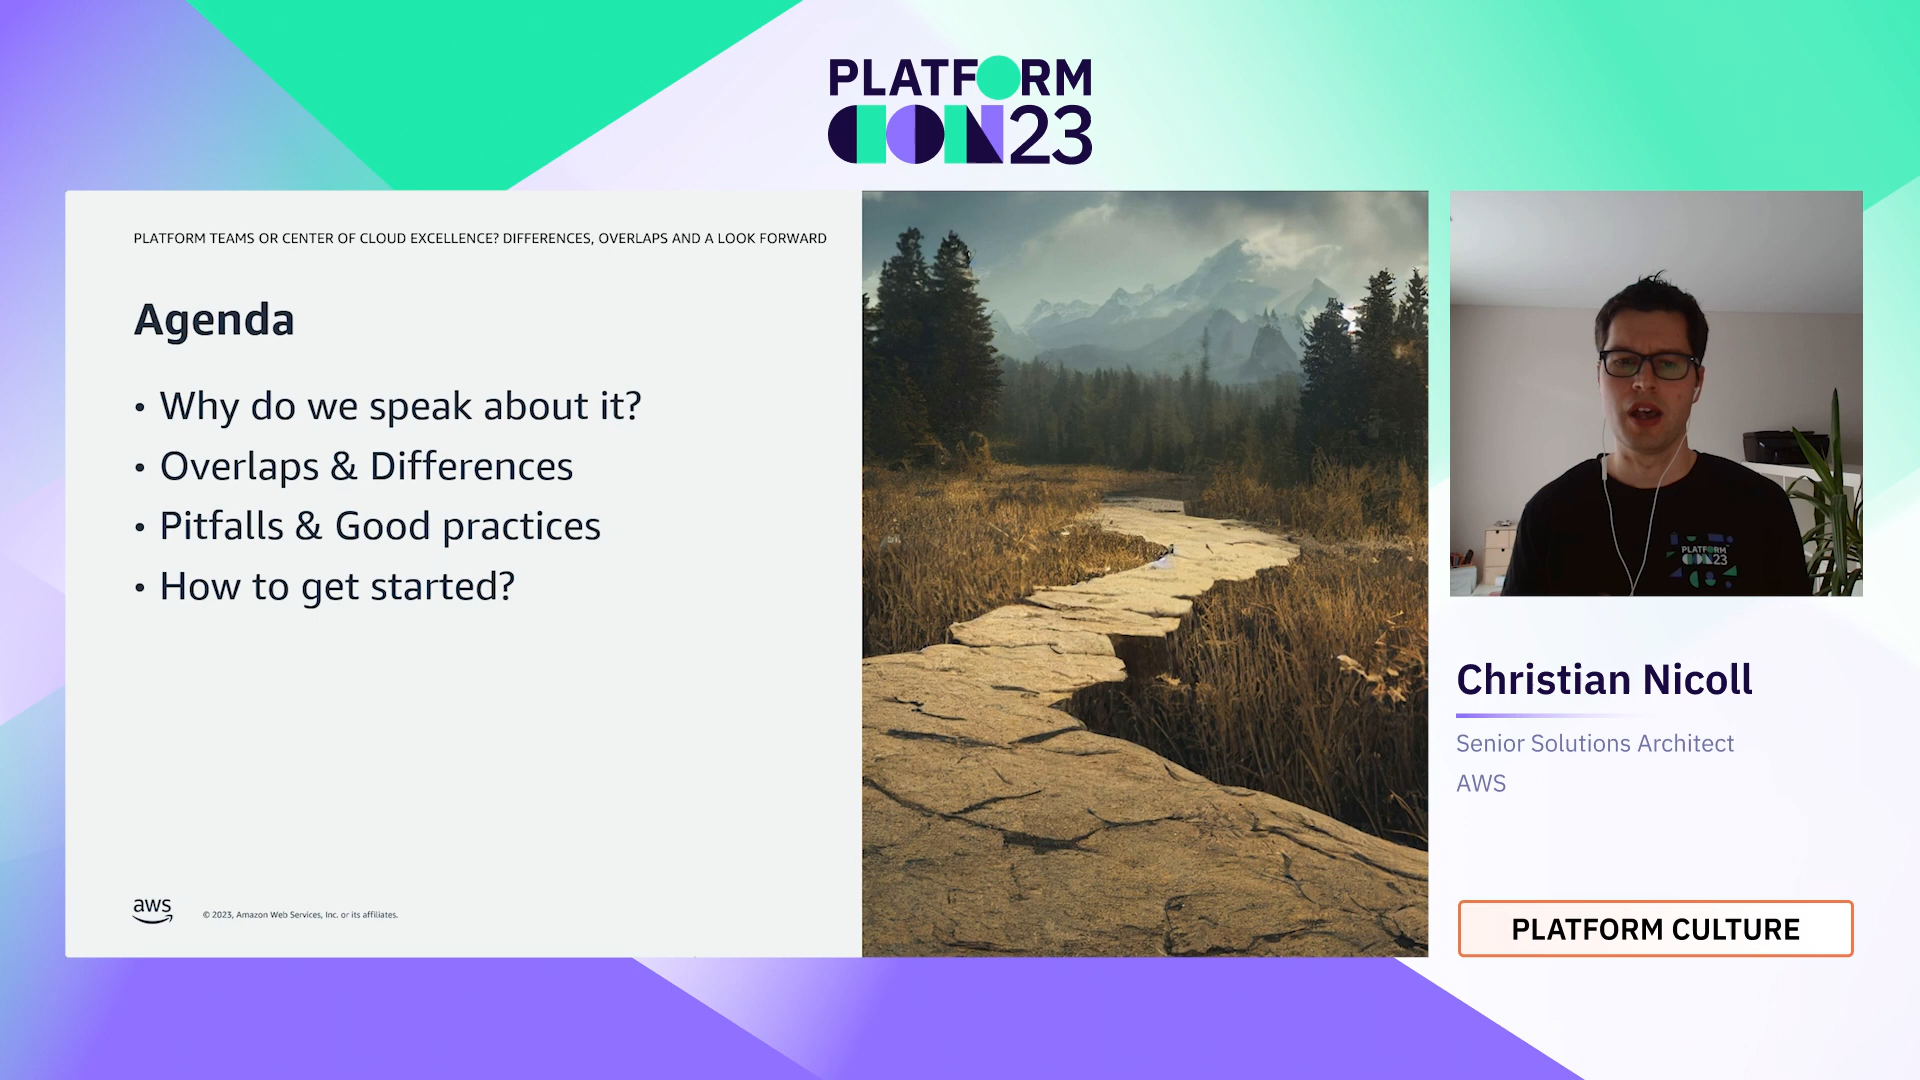 PLATFORM
CON23
PLATFORM TEAMS OR CENTER OF CLOUD EXCELLENCE? DIFFERENCES, OVERLAPS AND A LOOK FORWARD
Agenda
• Why do we speak about it?
• Overlaps & Differences
• Pitfalls & Good practices
• How to get started?
aws
© 2023, Amazon Web Services, Inc. or its affiliates.
PLATFORM
CON23
Christian Nicoll
Senior Solutions Architect
AWS
PLATFORM CULTURE